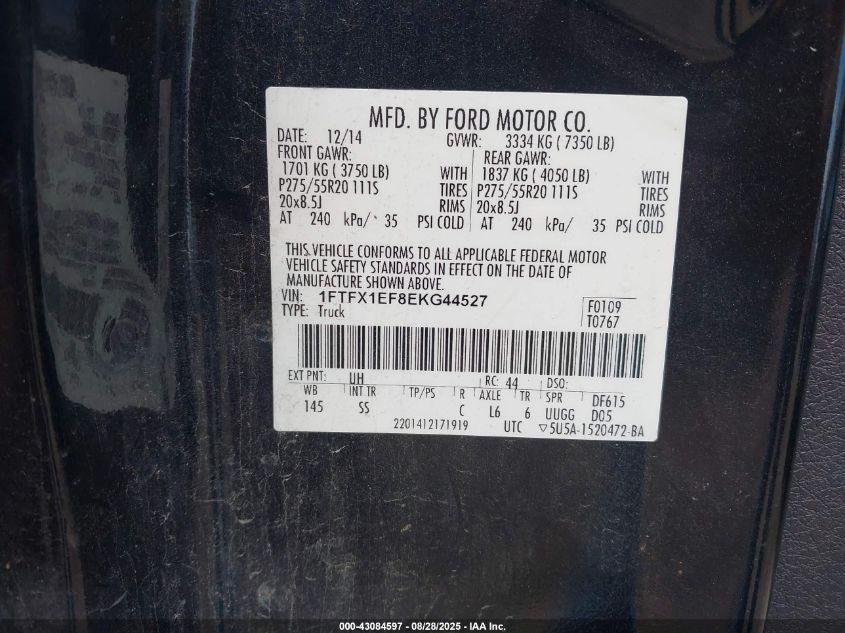 MFD. BY FORD MOTOR CO.
DATE: 12/14 GVWR: 3334 KG ( 7350 LB)
FRONT GAWR: REAR GAWR:
1701 KG ( 3750 LB) WITH 1837 KG ( 4050 LB) WITH
P275/55R20 111S TIRES P275/55R20 111S TIRES
20x8.5J RIMS 20x8.5J RIMS
AT 240 kPa/ 35 PSI COLD AT 240 kPa/ 35 PSI COLD
THIS VEHICLE CONFORMS TO ALL APPLICABLE FEDERAL MOTOR
VEHICLE SAFETY STANDARDS IN EFFECT ON THE DATE OF
MANUFACTURE SHOWN ABOVE.
VIN: 1FTFX1EF8EKG44527 F0109
TYPE: Truck T0767
EXT PNT: UH RC: 44 DSO:
WB INT TR TP/PS R AXLE TR SPR DF615
145 SS C L6 6 UUGG D05
2201412171919 UTC ▽5U5A-1520472-BA
000-43084597 - 08/28/2025 - IAA Inc.